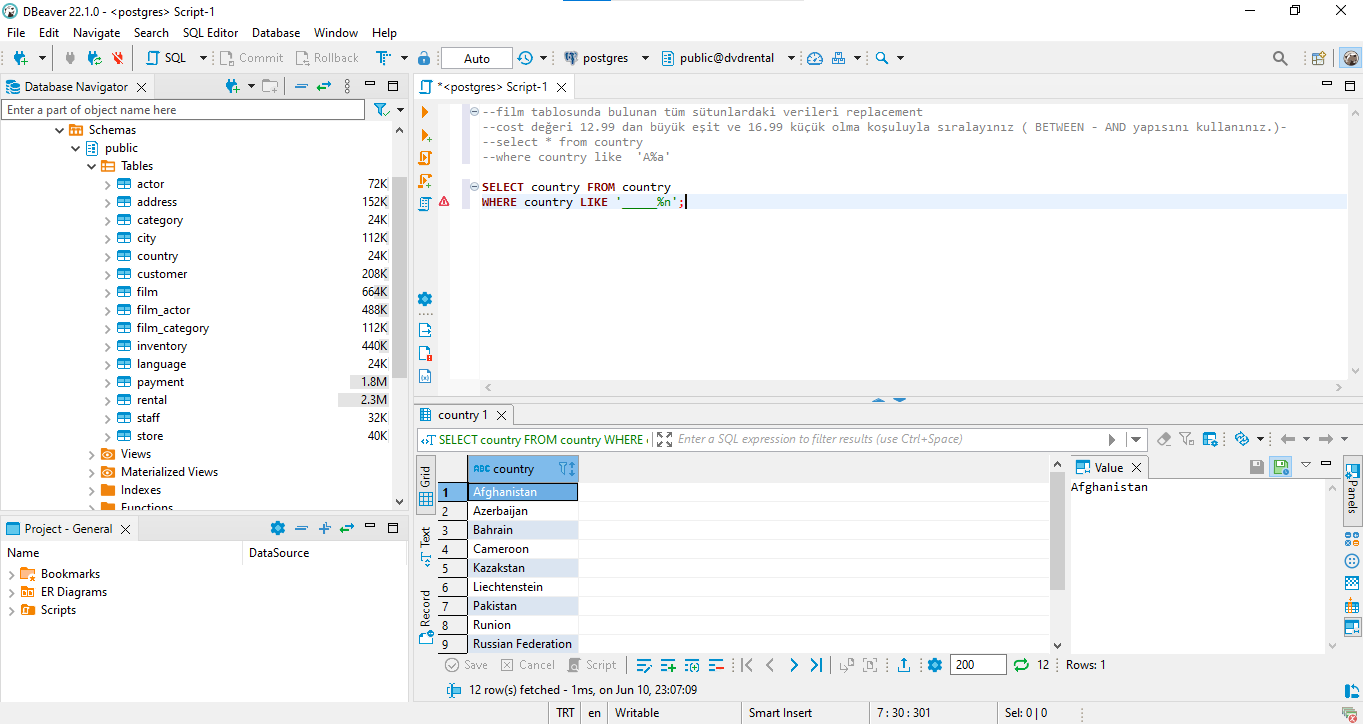 DBeaver 22.1.0 - <postgres> Script-1
File Edit Navigate Search SQL Editor Database Window Help
SQL Commit Rollback Auto postgres public@dvdrental
Database Navigator
Enter a part of object name here
Schemas
public
Tables
actor 72K
address 152K
category 24K
city 112K
country 24K
customer 208K
film 664K
film_actor 488K
film_category 112K
inventory 440K
language 24K
payment 1.8M
rental 2.3M
staff 32K
store 40K
Views
Materialized Views
Indexes
Functions
Project - General
Name DataSource
Bookmarks
ER Diagrams
Scripts
*<postgres> Script-1
--film tablosunda bulunan tüm sütunlardaki verileri replacement
--cost değeri 12.99 dan büyük eşit ve 16.99 küçük olma koşuluyla sıralayınız ( BETWEEN - AND yapısını kullanınız.)-
--select * from country
--where country like  'A%a'
SELECT country FROM country
WHERE country LIKE '_____%n';
country 1
SELECT country FROM country WHERE Enter a SQL expression to filter results (use Ctrl+Space)
Grid
Text
Record
ABC country
1 Afghanistan
2 Azerbaijan
3 Bahrain
4 Cameroon
5 Kazakstan
6 Liechtenstein
7 Pakistan
8 Runion
9 Russian Federation
Value
Afghanistan
Panels
Save Cancel Script 200 12 Rows: 1
12 row(s) fetched - 1ms, on Jun 10, 23:07:09
TRT en Writable Smart Insert 7 : 30 : 301 Sel: 0 | 0